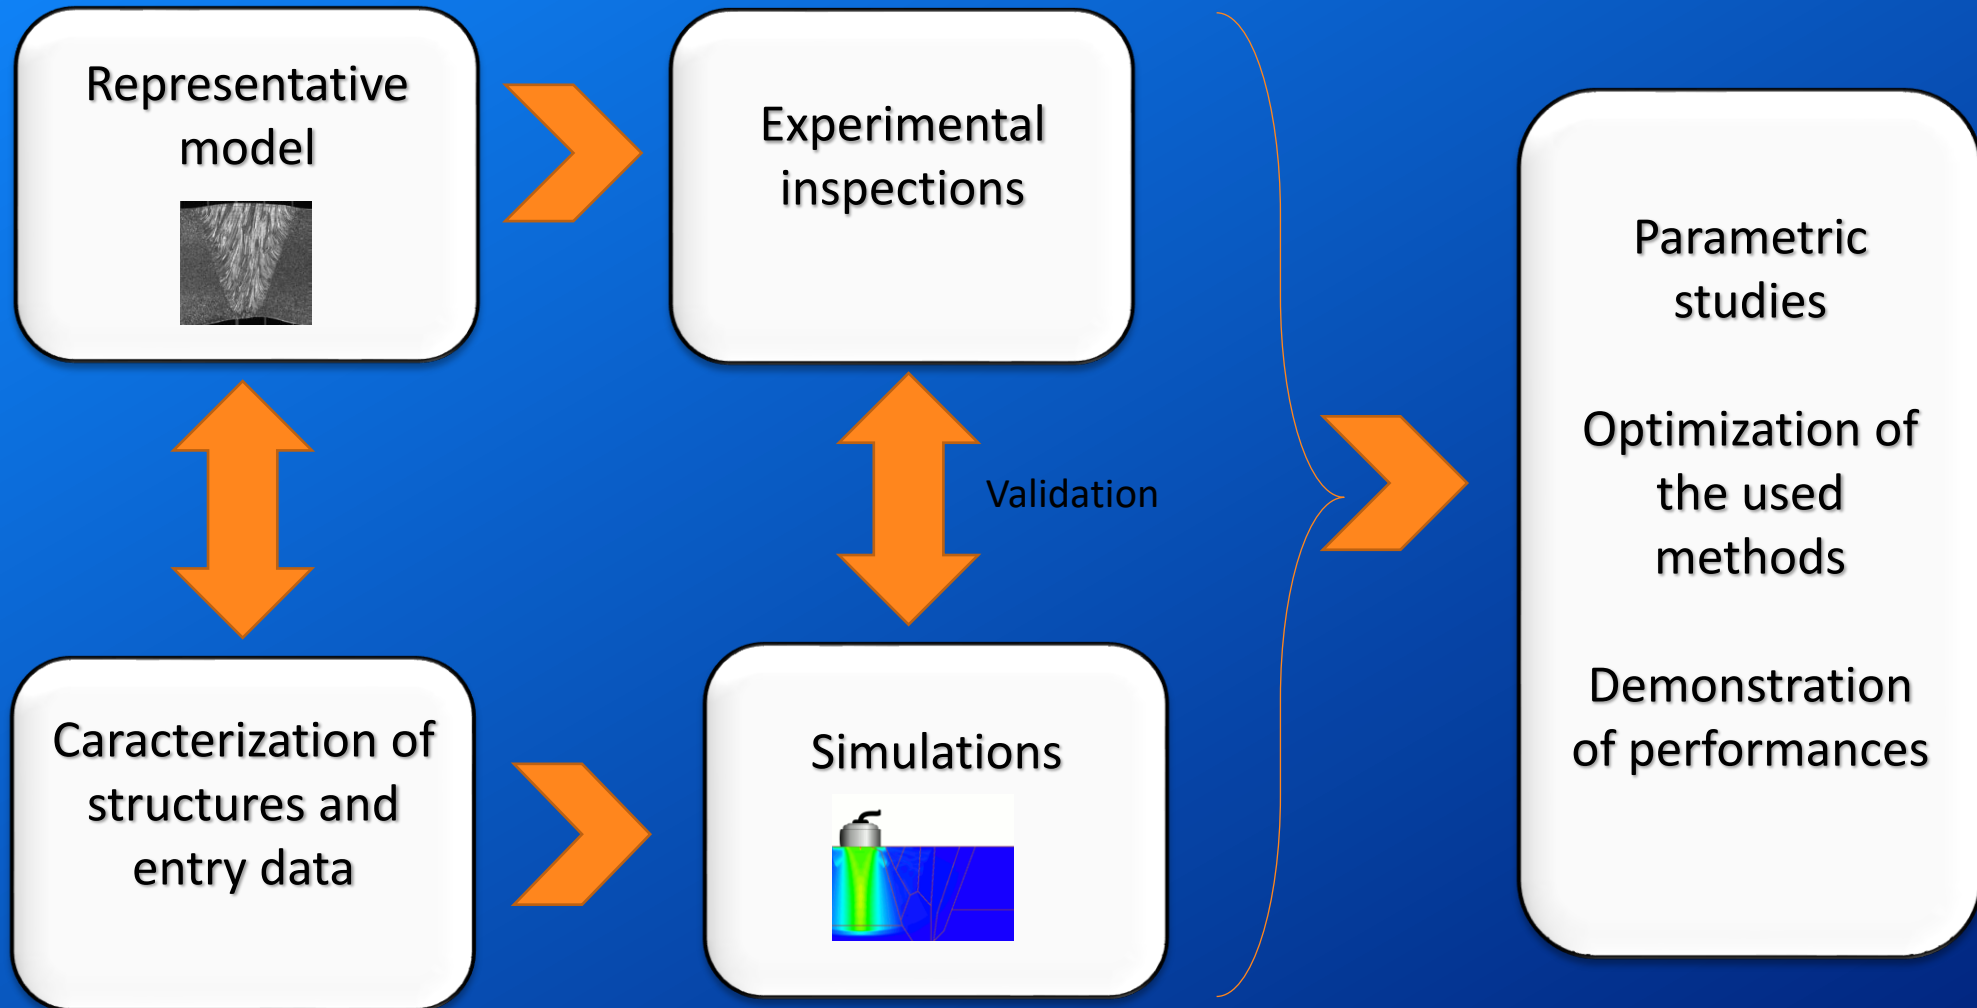 Representative
model
Experimental
inspections
Validation
Caracterization of
structures and
entry data
Simulations
Parametric
studies
Optimization of
the used
methods
Demonstration
of performances